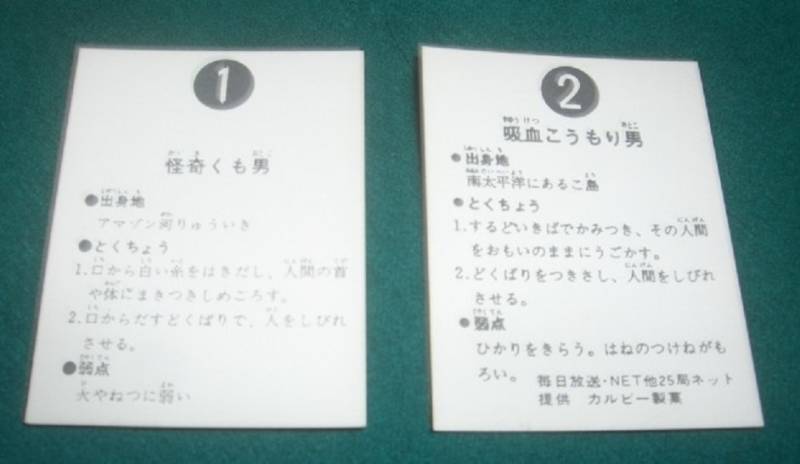 1
怪奇くも男
●出身地
アマゾン河りゅういき
●とくちょう
1.口から白い糸をはきだし、人間の首
や体にまきつきしめころす。
2.口からだすどくばりで、人をしびれ
させる。
●弱点
火やねつに弱い
2
吸血こうもり男
●出身地
南太平洋にあるこ島
●とくちょう
1.するどいきばでかみつき、その人間
をおもいのままにうごかす。
2.どくばりをつきさし、人間をしびれ
させる。
●弱点
ひかりをきらう。はねのつけねがも
ろい。
毎日放送・NET他25局ネット
提供 カルビー製菓